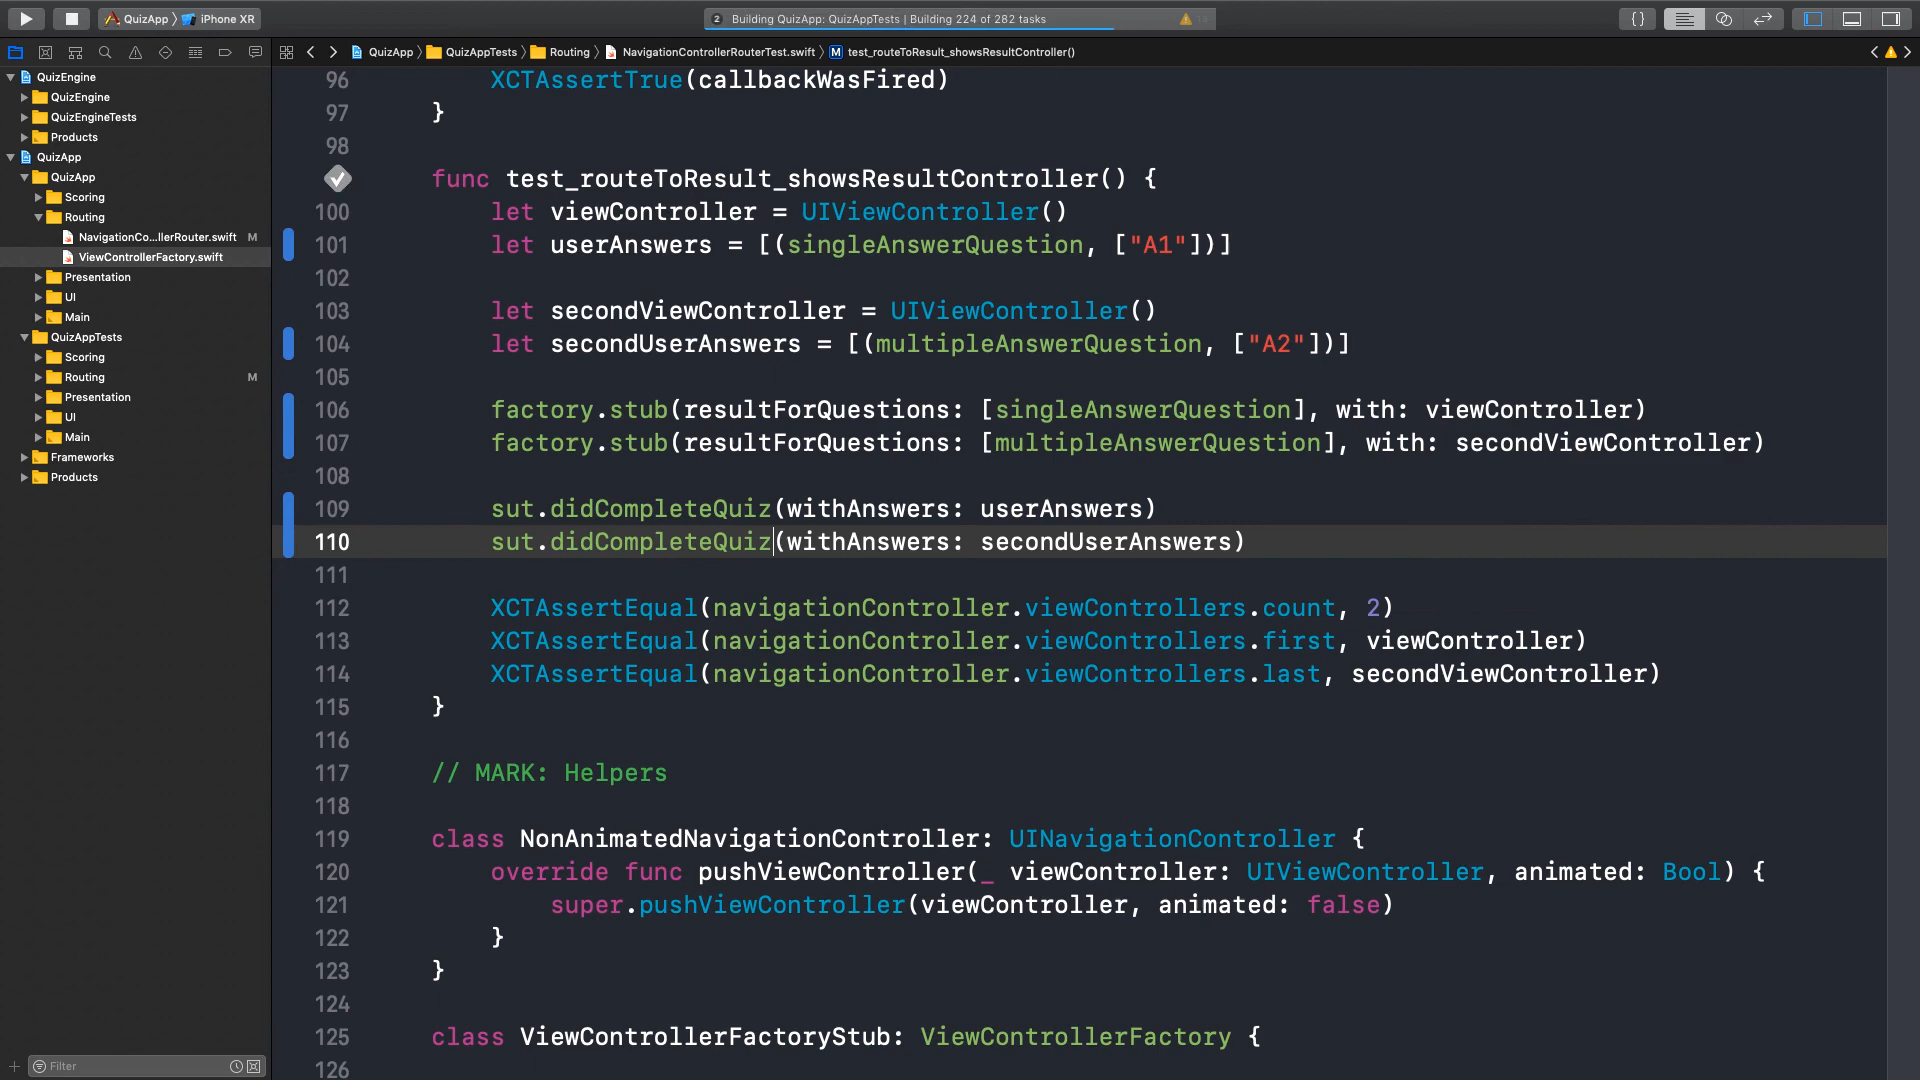 QuizApp iPhone XR
2 Building QuizApp: QuizAppTests | Building 224 of 282 tasks
{}
QuizApp QuizAppTests Routing NavigationControllerRouterTest.swift M test_routeToResult_showsResultController()
QuizEngine
QuizEngine
QuizEngineTests
Products
QuizApp
QuizApp
Scoring
Routing
NavigationCo...llerRouter.swift M
ViewControllerFactory.swift
Presentation
UI
Main
QuizAppTests
Scoring
Routing M
Presentation
UI
Main
Frameworks
Products
Filter
96 XCTAssertTrue(callbackWasFired)
97 }
98
func test_routeToResult_showsResultController() {
100 let viewController = UIViewController()
101 let userAnswers = [(singleAnswerQuestion, ["A1"])]
102
103 let secondViewController = UIViewController()
104 let secondUserAnswers = [(multipleAnswerQuestion, ["A2"])]
105
106 factory.stub(resultForQuestions: [singleAnswerQuestion], with: viewController)
107 factory.stub(resultForQuestions: [multipleAnswerQuestion], with: secondViewController)
108
109 sut.didCompleteQuiz(withAnswers: userAnswers)
110 sut.didCompleteQuiz(withAnswers: secondUserAnswers)
111
112 XCTAssertEqual(navigationController.viewControllers.count, 2)
113 XCTAssertEqual(navigationController.viewControllers.first, viewController)
114 XCTAssertEqual(navigationController.viewControllers.last, secondViewController)
115 }
116
117 // MARK: Helpers
118
119 class NonAnimatedNavigationController: UINavigationController {
120 override func pushViewController(_ viewController: UIViewController, animated: Bool) {
121 super.pushViewController(viewController, animated: false)
122 }
123 }
124
125 class ViewControllerFactoryStub: ViewControllerFactory {
126